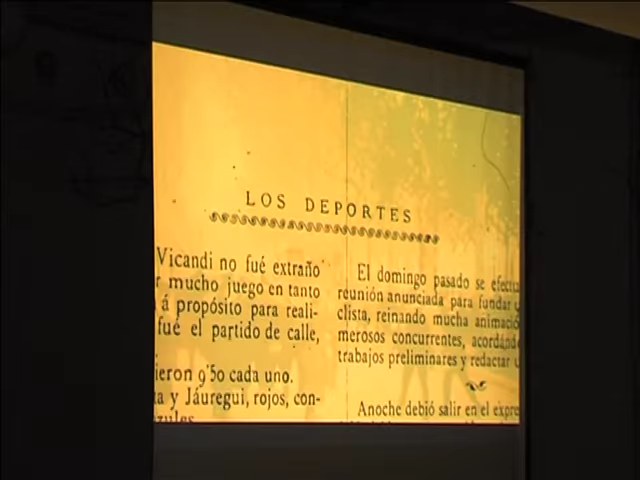 LOS DEPORTES
Vicandi no fué extraño
r mucho juego en tanto
á propósito para reali-
fué el partido de calle,
ieron 9'50 cada uno.
a y Jáuregui, rojos, con-
zules
El domingo pasado se efectu
reunión anunciada para fundar
clista, reinando mucha animació
merosos concurrentes, acordánd
trabajos preliminares y redactar
Anoche debió salir en el expre